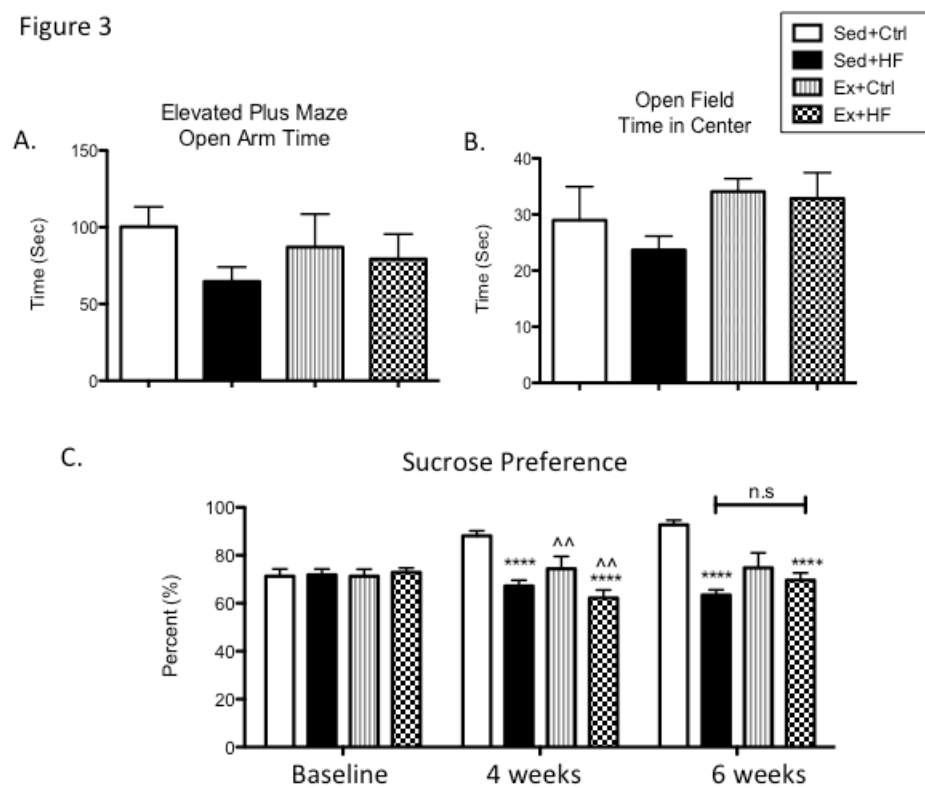 Figure 3
Sed+Ctrl
Sed+HF
Ex+Ctrl
Ex+HF
A.
Elevated Plus Maze
Open Arm Time
Time (Sec)
150
100
50
0
B.
Open Field
Time in Center
Time (Sec)
40
30
20
10
0
C.
Sucrose Preference
Percent (%)
100
80
60
40
20
0
****
^^
^^
****
n.s
****
****
Baseline
4 weeks
6 weeks